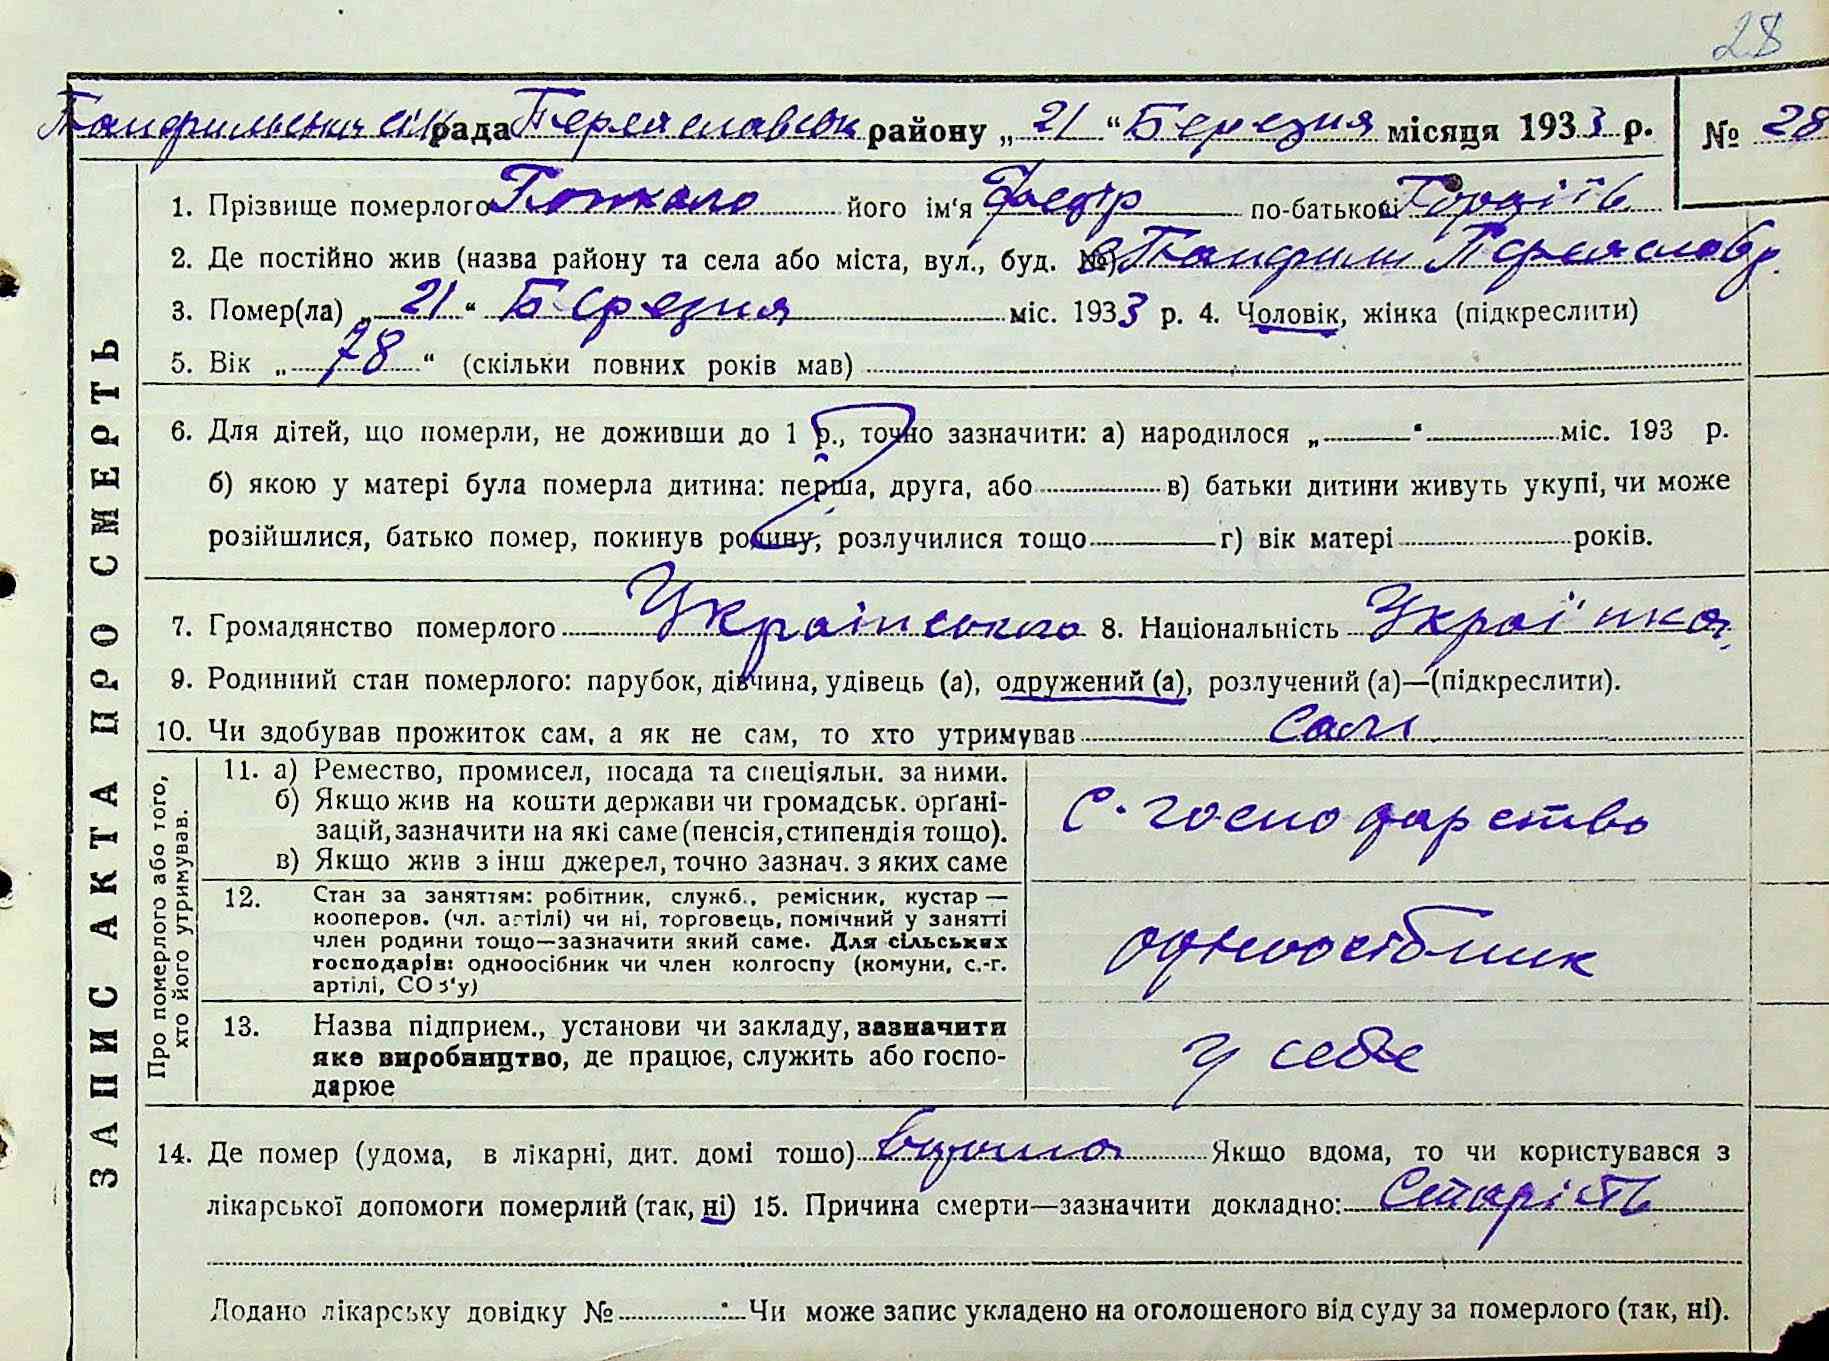 28
рада Переяславськ району „ 21 “ Березня місяця 1933 р. № 28
1. Прізвище померлого його ім'я Федір по-батькові Гордіїв
2. Де постійно жив (назва району та села або міста, вул., буд. №)
3. Помер(ла) „ 21 “ Березня міс. 1933 р. 4. Чоловік, жінка (підкреслити)
5. Вік „ 78 “ (скільки повних років мав)
6. Для дітей, що померли, не доживши до 1 р., точно зазначити: а) народилося „ “ міс. 193 р.
б) якою у матері була померла дитина: перша, друга, або в) батьки дитини живуть укупі, чи може
розійшлися, батько помер, покинув родину, розлучилися тощо г) вік матері років.
7. Громадянство померлого Українського 8. Національність Українка
9. Родинний стан померлого: парубок, дівчина, удівець (а), одружений (а), розлучений (а)—(підкреслити).
10. Чи здобував прожиток сам, а як не сам, то хто утримував Сам
ЗАПИС АКТА ПРО СМЕРТЬ
Про померлого або того,
хто його утримував.
11. а) Ремество, промисел, посада та спеціяльн. за ними.
б) Якщо жив на кошти держави чи громадськ. органі-
зацій, зазначити на які саме (пенсія, стипендія тощо).
в) Якщо жив з інш джерел, точно зазнач. з яких саме
С. господарство
12. Стан за заняттям: робітник, служб., ремісник, кустар —
кооперов. (чл. артілі) чи ні, торговець, помічний у занятті
член родини тощо—зазначити який саме. Для сільських
господарів: одноосібник чи член колгоспу (комуни, с.-г.
артілі, СОЗ'у)
одноосібник
13. Назва підприєм., установи чи закладу, зазначити
яке виробництво, де працює, служить або госпо-
дарює
у себе
14. Де помер (удома, в лікарні, дит. домі тощо) вдома Якщо вдома, то чи користувався з
лікарської допомоги померлий (так, ні) 15. Причина смерти—зазначити докладно: Старість
Додано лікарську довідку № Чи може запис укладено на оголошеного від суду за померлого (так, ні).